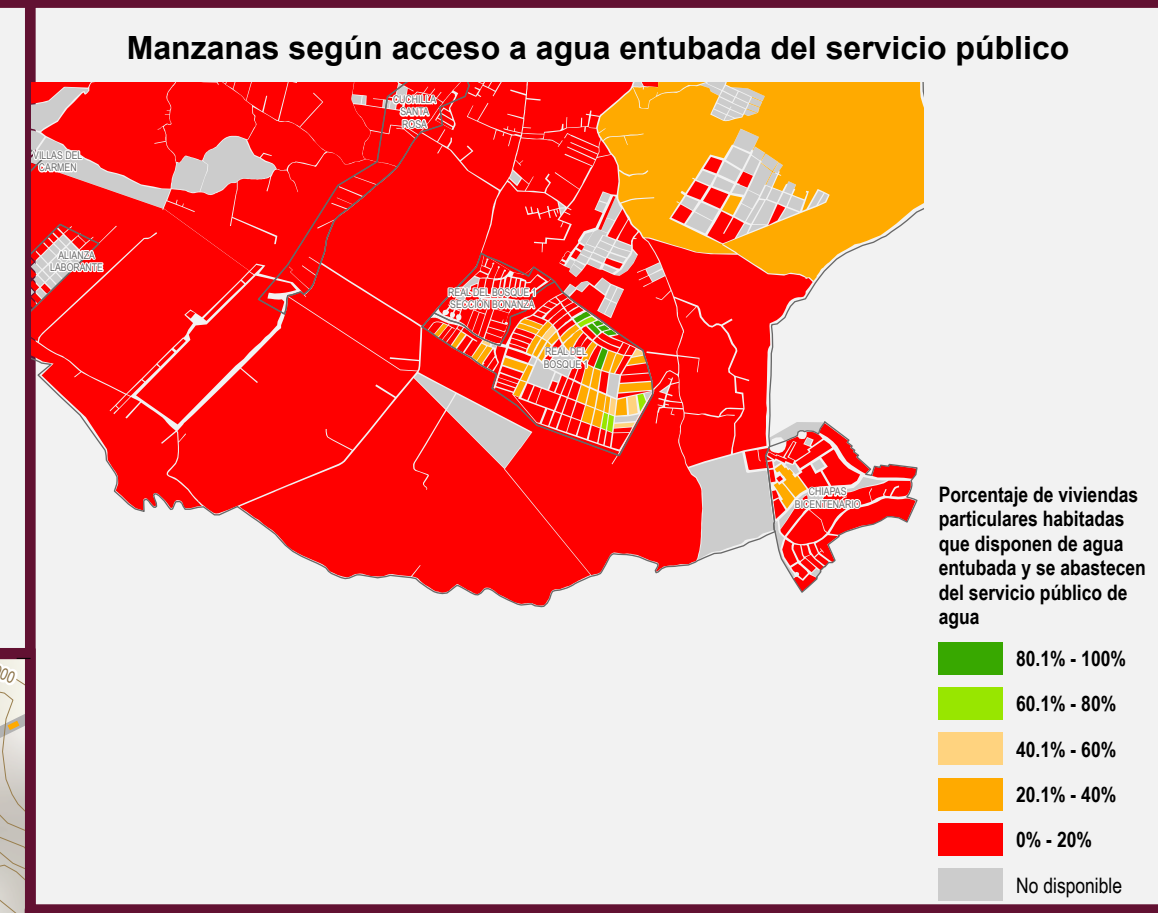 Manzanas según acceso a agua entubada del servicio público
CUCHILLA
SANTA
ROSA
VILLAS DEL
CARMEN
ALIANZA
LABORANTE
REAL DEL BOSQUE 1
SECCION BONANZA
REAL DEL
BOSQUE 1
CHIAPAS
BICENTENARIO
Porcentaje de viviendas
particulares habitadas
que disponen de agua
entubada y se abastecen
del servicio público de
agua
80.1% - 100%
60.1% - 80%
40.1% - 60%
20.1% - 40%
0% - 20%
No disponible